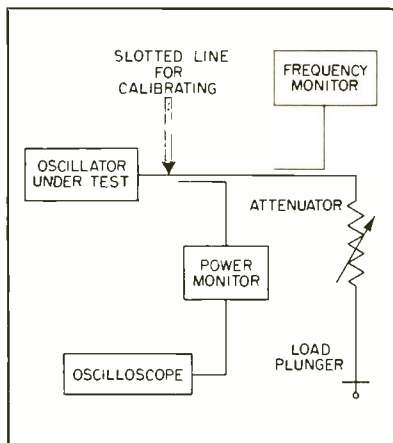 SLOTTED LINE
FOR
CALIBRATING
FREQUENCY
MONITOR
OSCILLATOR
UNDER TEST
ATTENUATOR
POWER
MONITOR
LOAD
PLUNGER
OSCILLOSCOPE